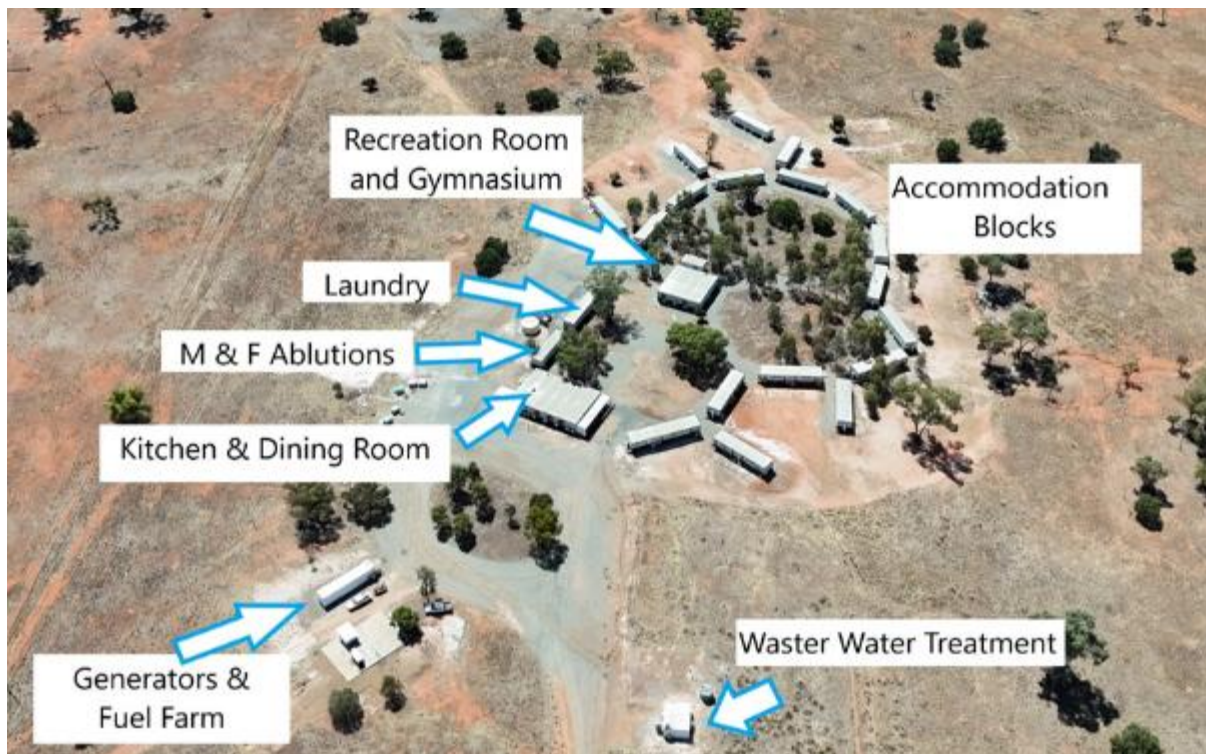 Recreation Room
and Gymnasium
Accommodation
Blocks
Laundry
M & F Ablutions
Kitchen & Dining Room
Waster Water Treatment
Generators &
Fuel Farm